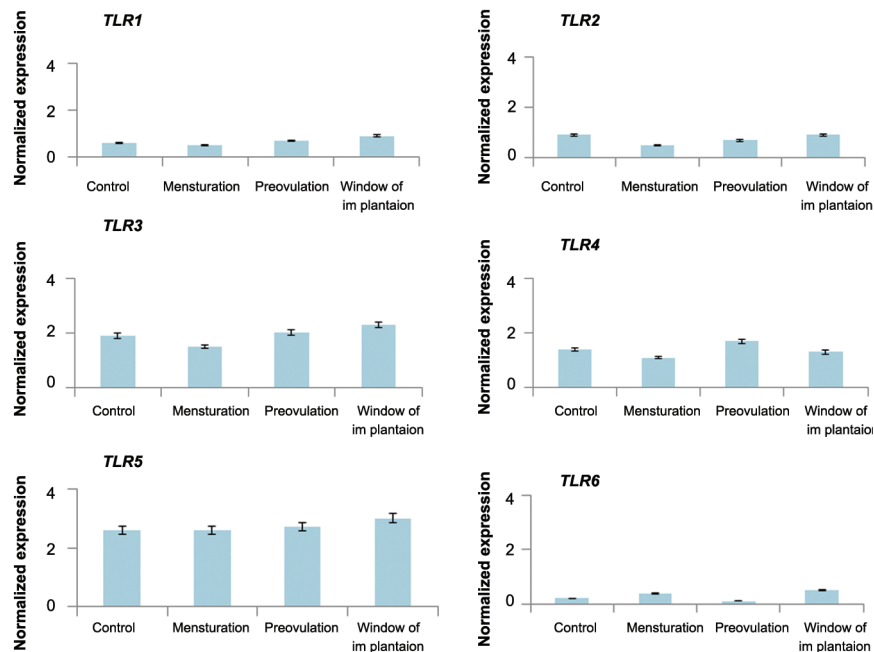 TLR1
Normalized expression
4
2
0
Control
Mensturation
Preovulation
Window of
im plantaion
TLR2
Normalized expression
4
2
0
Control
Mensturation
Preovulation
Window of
im plantaion
TLR3
Normalized expression
4
2
0
Control
Mensturation
Preovulation
Window of
im plantaion
TLR4
Normalized expression
4
2
0
Control
Mensturation
Preovulation
Window of
im plantaion
TLR5
Normalized expression
4
2
0
Control
Mensturation
Preovulation
Window of
im plantaion
TLR6
Normalized expression
4
2
0
Control
Mensturation
Preovulation
Window of
im plantaion